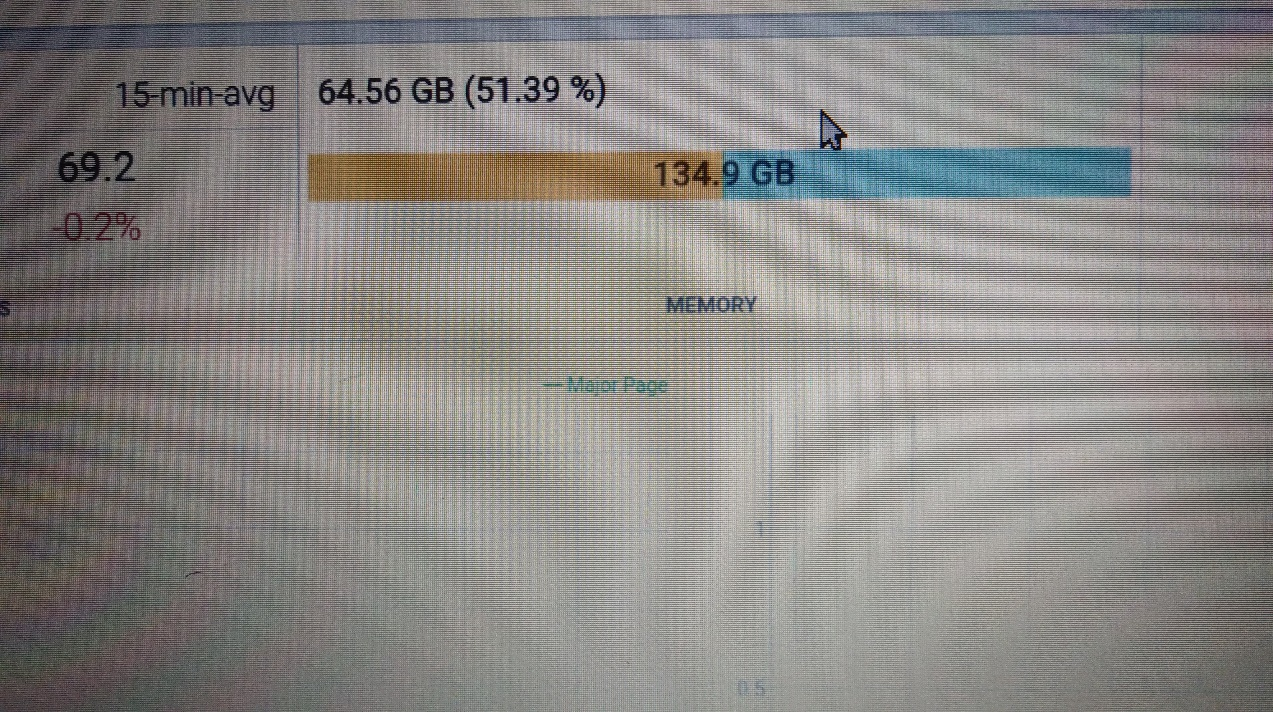 15-min-avg
64.56 GB (51.39 %)
69.2
134.9 GB
-0.2%
s
MEMORY
— Major Page
1
0.5